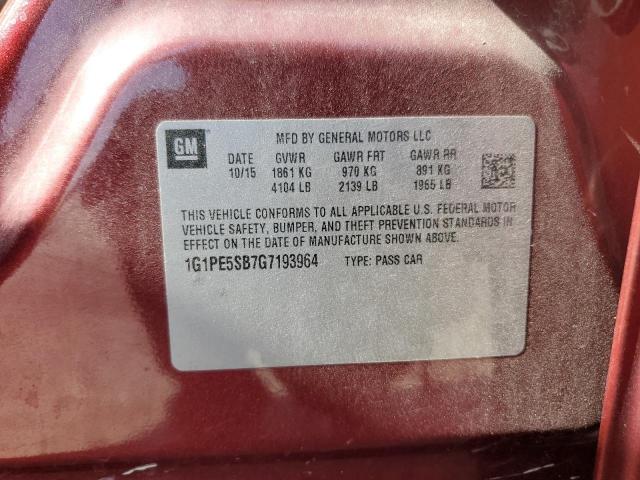 GM
MFD BY GENERAL MOTORS LLC
DATE GVWR GAWR FRT GAWR RR
10/15 1861 KG 970 KG 891 KG
4104 LB 2139 LB 1965 LB
THIS VEHICLE CONFORMS TO ALL APPLICABLE U.S. FEDERAL MOTOR
VEHICLE SAFETY, BUMPER, AND THEFT PREVENTION STANDARDS IN
EFFECT ON THE DATE OF MANUFACTURE SHOWN ABOVE.
1G1PE5SB7G7193964 TYPE: PASS CAR